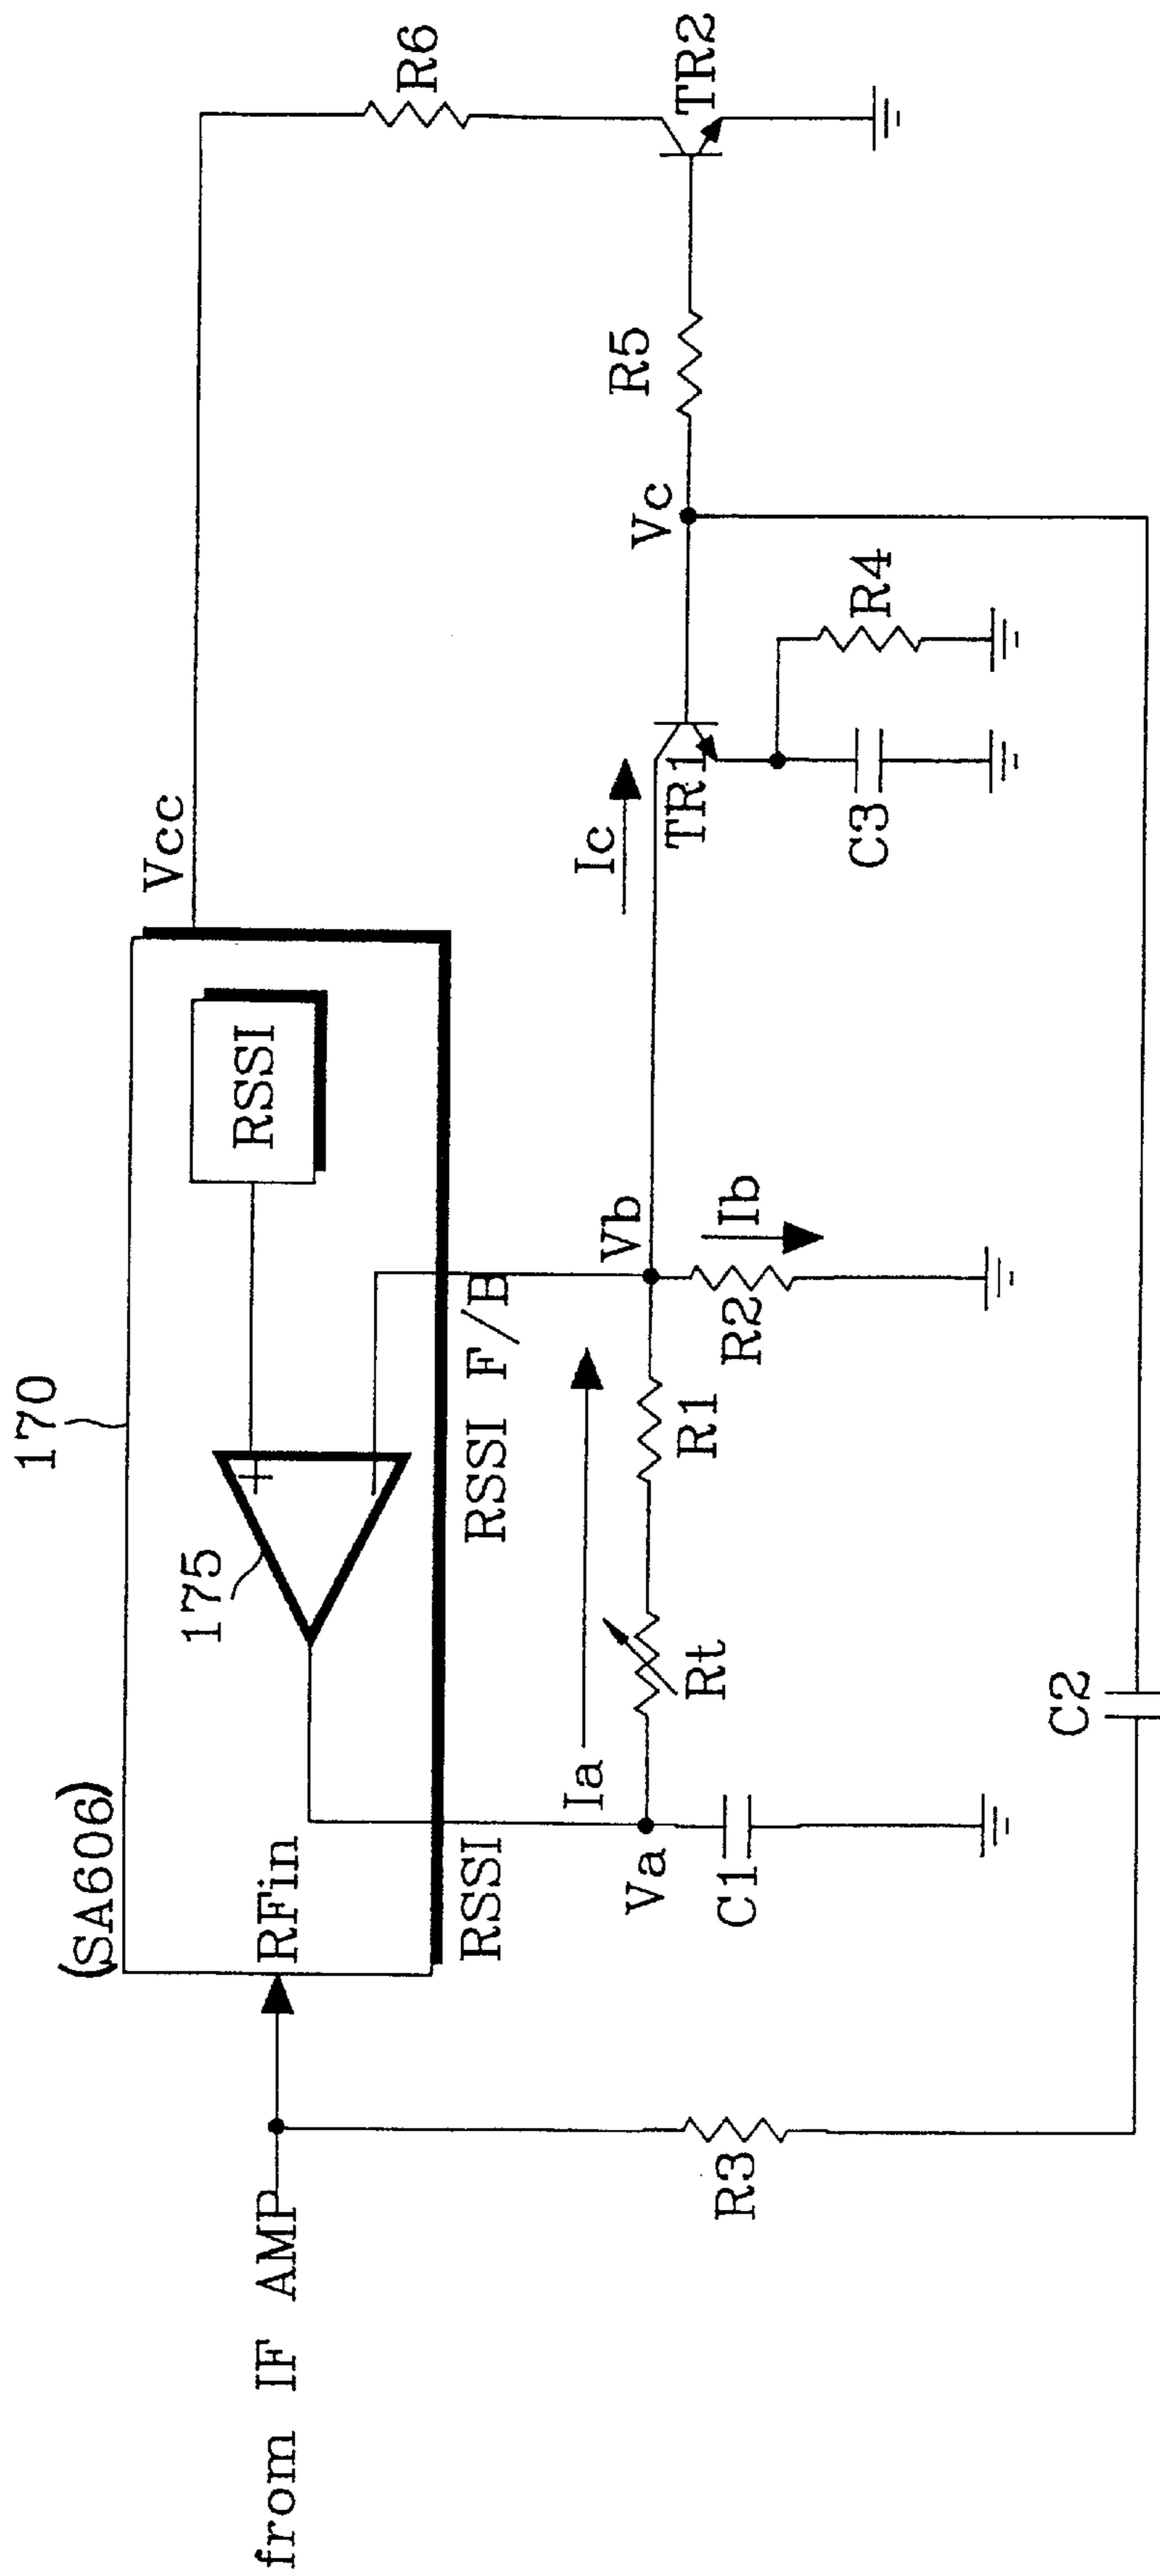 170
(SA606)
175
RFin
RSSI
Vcc
R6
from IF AMP
RSSI
RSSI F/B
Ia
Va
Vb
Ic
TR1
Vc
R5
TR2
Rt
R1
R2
Ib
C1
R3
C3
R4
C2